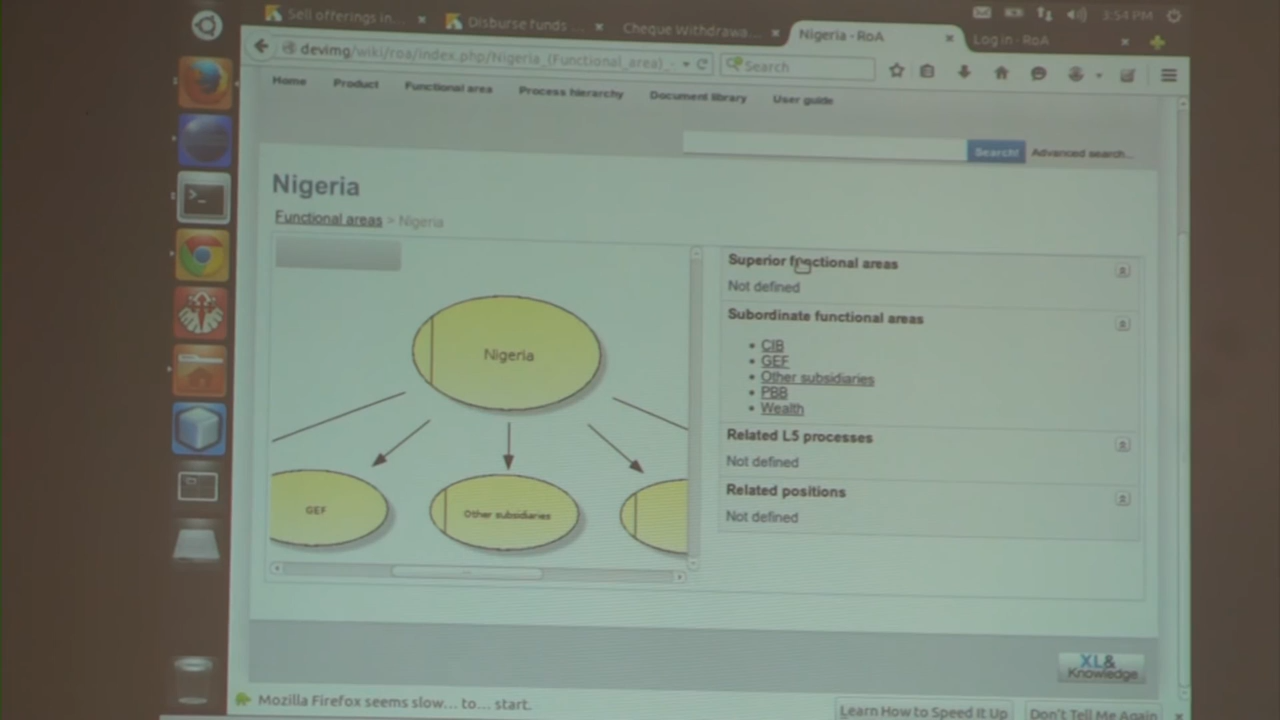 Sell offerings in...
Disburse funds ...
Cheque Withdrawa...
Nigeria - RoA
Log in - RoA
3:54 PM
devimg/wiki/roa/index.php/Nigeria_(Functional_area)
Search
Home
Product
Functional area
Process hierarchy
Document library
User guide
Search!
Advanced search...
Nigeria
Functional areas > Nigeria
Nigeria
GEF
Other subsidiaries
Superior functional areas
Not defined
Subordinate functional areas
• CIB
• GEF
• Other subsidiaries
• PBB
• Wealth
Related L5 processes
Not defined
Related positions
Not defined
XL&
Knowledge
Mozilla Firefox seems slow... to... start.
Learn How to Speed It Up
Don't Tell Me Again